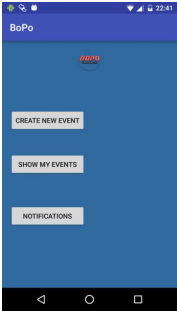 22:41
BoPo
CREATE NEW EVENT
SHOW MY EVENTS
NOTIFICATIONS